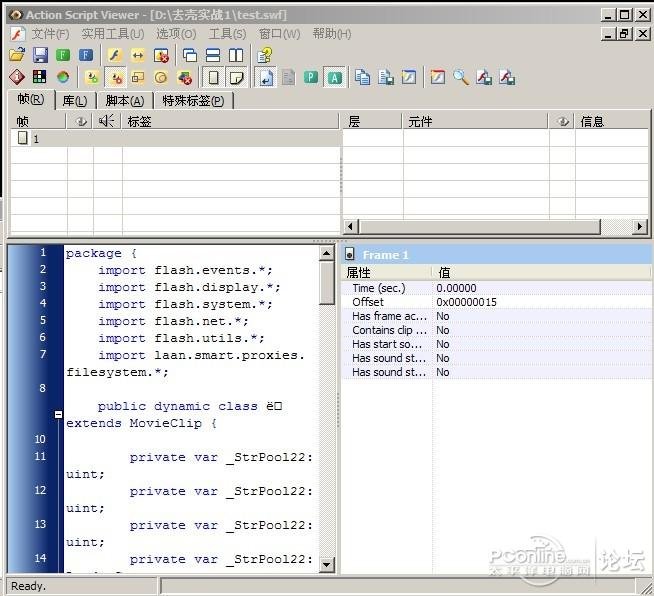 Action Script Viewer - [D:\去壳实战1\test.swf]
文件(F) 实用工具(U) 选项(O) 工具(S) 窗口(W) 帮助(H)
帧(R) 库(L) 脚本(A) 特殊标签(P)
帧 标签 层 元件 信息
1
1 package {
2 import flash.events.*;
3 import flash.display.*;
4 import flash.system.*;
5 import flash.net.*;
6 import flash.utils.*;
7 import laan.smart.proxies.
filesystem.*;
8
public dynamic class ë□
extends MovieClip {
10
11 private var _StrPool22:
uint;
12 private var _StrPool22:
uint;
13 private var _StrPool22:
uint;
14 private var _StrPool22:
Frame 1
属性 值
Time (sec.) 0.00000
Offset 0x00000015
Has frame ac... No
Contains clip ... No
Has start so... No
Has sound st... No
Has sound st... No
Ready.
PConline
.com.cn
太平洋电脑网 论坛